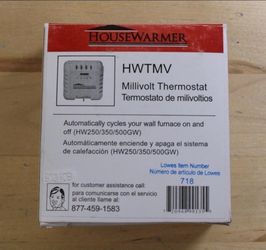 HOUSEWARMER
HWTMV
Millivolt Thermostat
Termostato de milivoltios
Automatically cycles your wall furnace on and
off (HW250/350/500GW)
Automáticamente enciende y apaga el sistema
de calefacción (HW250/350/500GW)
Lowes Item Number
Número de artículo de Lowes
718
for customer assistance call:
para comunicarse con el servicio
al cliente llame al:
877-459-1583